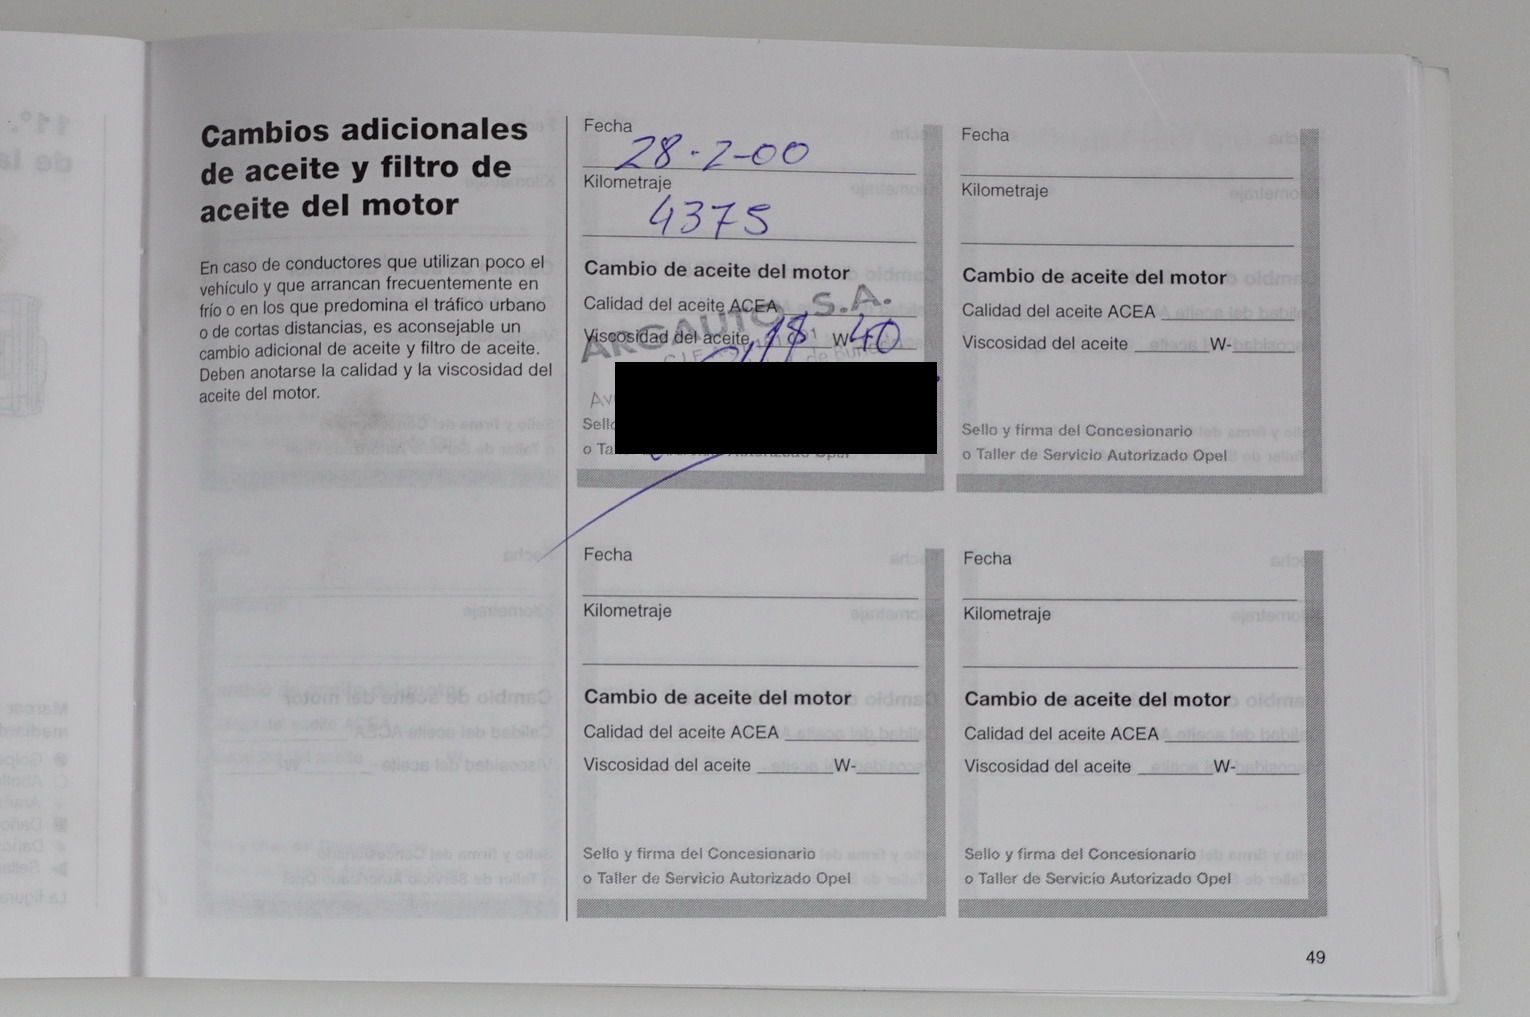 Cambios adicionales
de aceite y filtro de
aceite del motor
En caso de conductores que utilizan poco el
vehículo y que arrancan frecuentemente en
frío o en los que predomina el tráfico urbano
o de cortas distancias, es aconsejable un
cambio adicional de aceite y filtro de aceite.
Deben anotarse la calidad y la viscosidad del
aceite del motor.
Fecha
28-2-00
Kilometraje
4375
Cambio de aceite del motor
Calidad del aceite ACEA
ARGAUTO, S.A.
Viscosidad del aceite W 40
Fecha
Kilometraje
Cambio de aceite del motor
Calidad del aceite ACEA
Viscosidad del aceite W-
Sello y firma del Concesionario
o Taller de Servicio Autorizado Opel
Fecha
Kilometraje
Cambio de aceite del motor
Calidad del aceite ACEA
Viscosidad del aceite W-
Sello y firma del Concesionario
o Taller de Servicio Autorizado Opel
Fecha
Kilometraje
Cambio de aceite del motor
Calidad del aceite ACEA
Viscosidad del aceite W-
Sello y firma del Concesionario
o Taller de Servicio Autorizado Opel
49